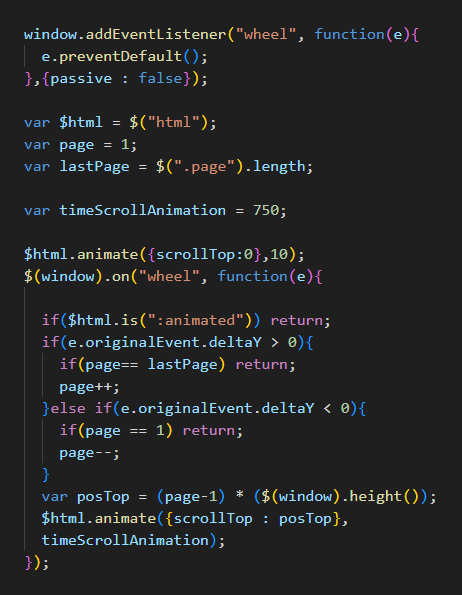 window.addEventListener("wheel", function(e){
e.preventDefault();
},{passive : false});
var $html = $("html");
var page = 1;
var lastPage = $(".page").length;
var timeScrollAnimation = 750;
$html.animate({scrollTop:0},10);
$(window).on("wheel", function(e){
if($html.is(":animated")) return;
if(e.originalEvent.deltaY > 0){
if(page== lastPage) return;
page++;
}else if(e.originalEvent.deltaY < 0){
if(page == 1) return;
page--;
}
var posTop = (page-1) * ($(window).height());
$html.animate({scrollTop : posTop},
timeScrollAnimation);
});